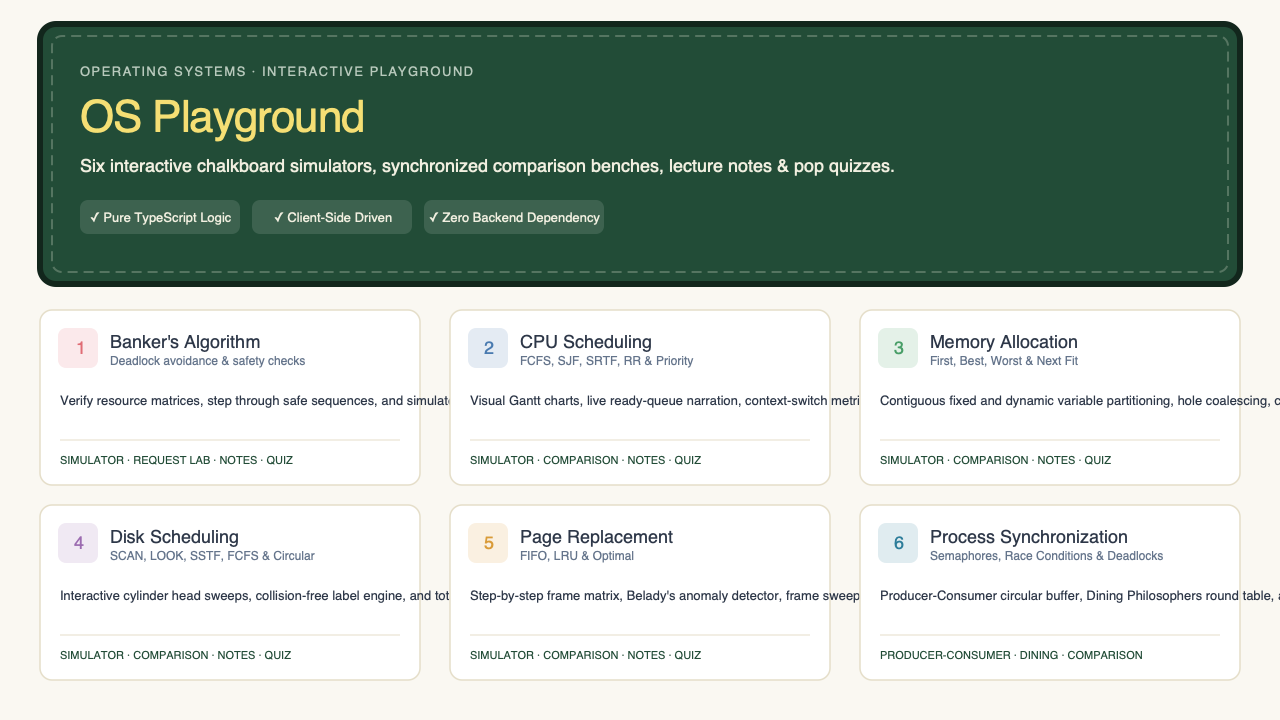 OPERATING SYSTEMS · INTERACTIVE PLAYGROUND
OS Playground
Six interactive chalkboard simulators, synchronized comparison benches, lecture notes & pop quizzes.
✓ Pure TypeScript Logic
✓ Client-Side Driven
✓ Zero Backend Dependency
1
Banker's Algorithm
Deadlock avoidance & safety checks
Verify resource matrices, step through safe sequences, and
SIMULATOR · REQUEST LAB · NOTES · QUIZ
2
CPU Scheduling
FCFS, SJF, SRTF, RR & Priority
Visual Gantt charts, live ready-queue narration, context-switch
SIMULATOR · COMPARISON · NOTES · QUIZ
3
Memory Allocation
First, Best, Worst & Next Fit
Contiguous fixed and dynamic variable partitioning, hole coalescing,
SIMULATOR · COMPARISON · NOTES · QUIZ
4
Disk Scheduling
SCAN, LOOK, SSTF, FCFS & Circular
Interactive cylinder head sweeps, collision-free label engine, and
SIMULATOR · COMPARISON · NOTES · QUIZ
5
Page Replacement
FIFO, LRU & Optimal
Step-by-step frame matrix, Belady's anomaly detector, frame sweep
SIMULATOR · COMPARISON · NOTES · QUIZ
6
Process Synchronization
Semaphores, Race Conditions & Deadlocks
Producer-Consumer circular buffer, Dining Philosophers round table,
PRODUCER-CONSUMER · DINING · COMPARISON